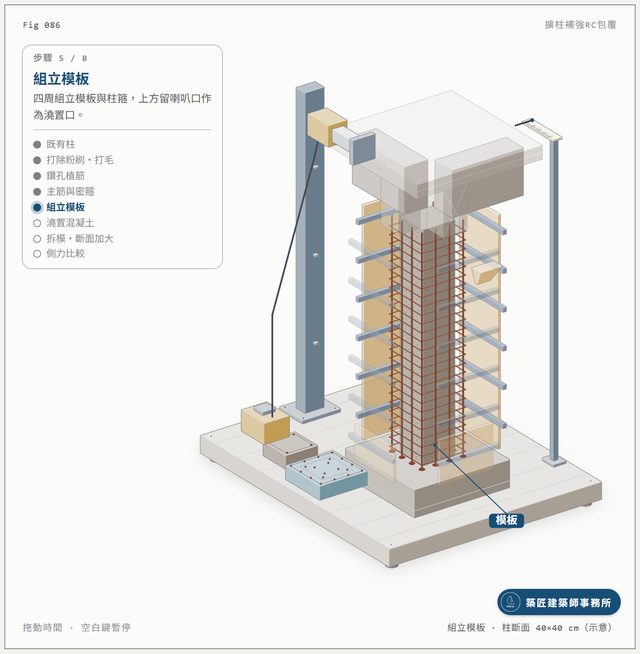 Fig 086
擴柱補強RC包覆
步驟 5 / 8
組立模板
四周組立模板與柱箍，上方留喇叭口作
為澆置口。
既有柱
打除粉刷・打毛
鑽孔植筋
主筋與密箍
組立模板
澆置混凝土
拆模・斷面加大
側力比較
模板
築匠建築師事務所
拖動時間 · 空白鍵暫停
組立模板 · 柱斷面 40×40 cm（示意）